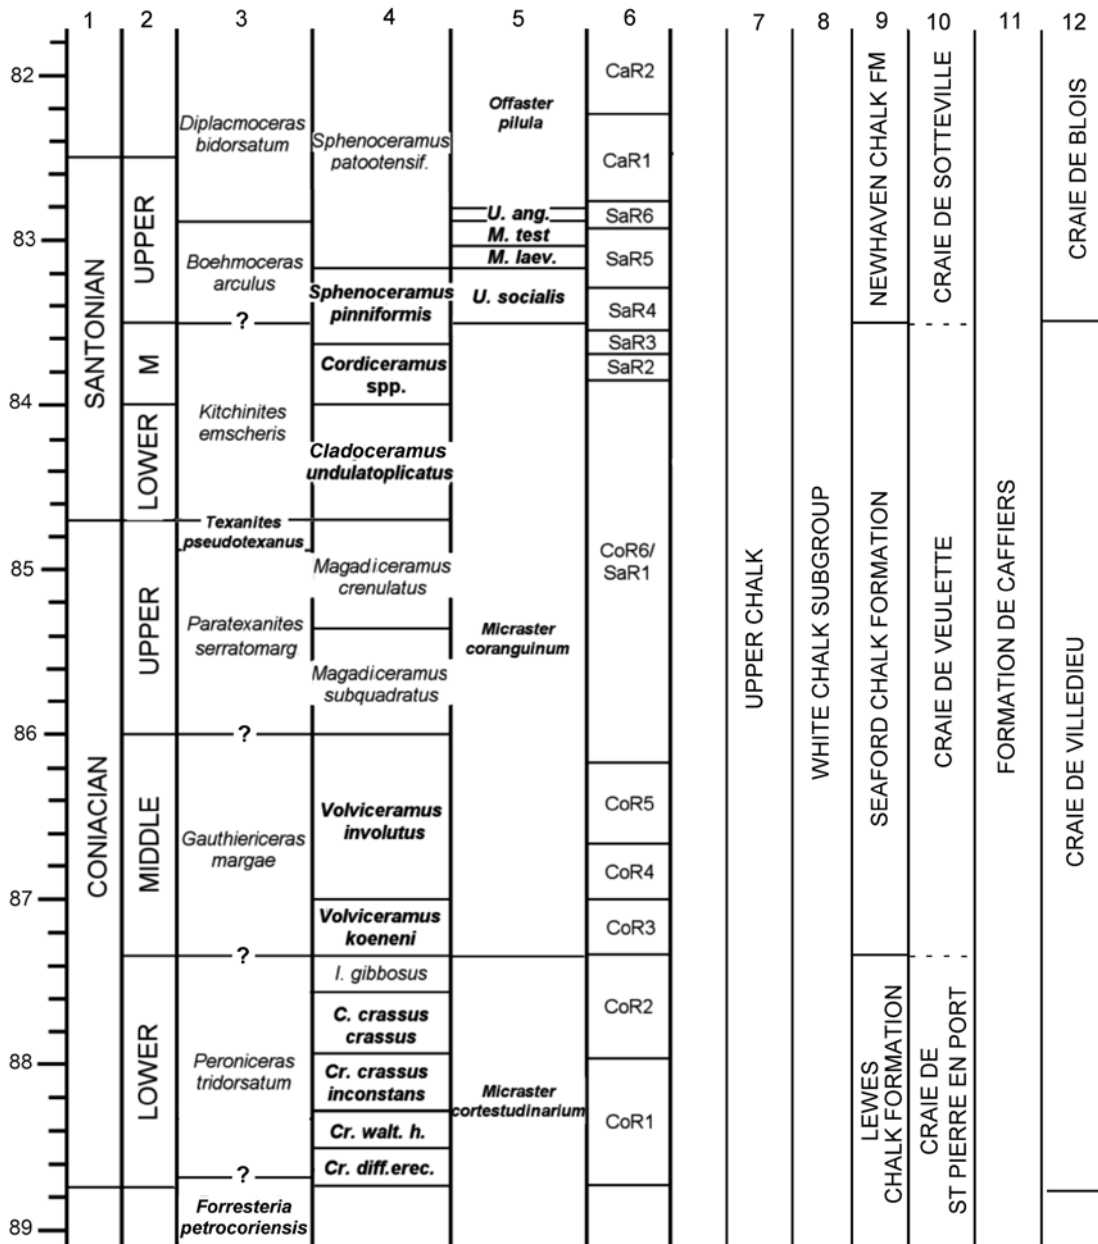 1
2
3
4
5
6
7
8
9
10
11
12
82
83
84
85
86
87
88
89
SANTONIAN
CONIACIAN
UPPER
M
LOWER
UPPER
MIDDLE
LOWER
Diplacmoceras
bidorsatum
Boehmoceras
arculus
?
Kitchinites
emscheris
Texanites
pseudotexanus
Paratexanites
serratomarg
?
Gauthiericeras
margae
?
Peroniceras
tridorsatum
?
Forresteria
petrocoriensis
Sphenoceramus
patootensif.
Sphenoceramus
pinniformis
Cordiceramus
spp.
Cladoceramus
undulatoplicatus
Magadiceramus
crenulatus
Magadiceramus
subquadratus
Volviceramus
involutus
Volviceramus
koeneni
I. gibbosus
C. crassus
crassus
Cr. crassus
inconstans
Cr. walt. h.
Cr. diff.erec.
Offaster
pilula
U. ang.
M. test
M. laev.
U. socialis
Micraster
coranguinum
Micraster
cortestudinarium
CaR2
CaR1
SaR6
SaR5
SaR4
SaR3
SaR2
CoR6/
SaR1
CoR5
CoR4
CoR3
CoR2
CoR1
UPPER CHALK
WHITE CHALK SUBGROUP
NEWHAVEN CHALK FM
SEAFORD CHALK FORMATION
LEWES
CHALK FORMATION
CRAIE DE SOTTEVILLE
CRAIE DE VEULETTE
CRAIE DE
ST PIERRE EN PORT
FORMATION DE CAFFIERS
CRAIE DE BLOIS
CRAIE DE VILLEDIEU